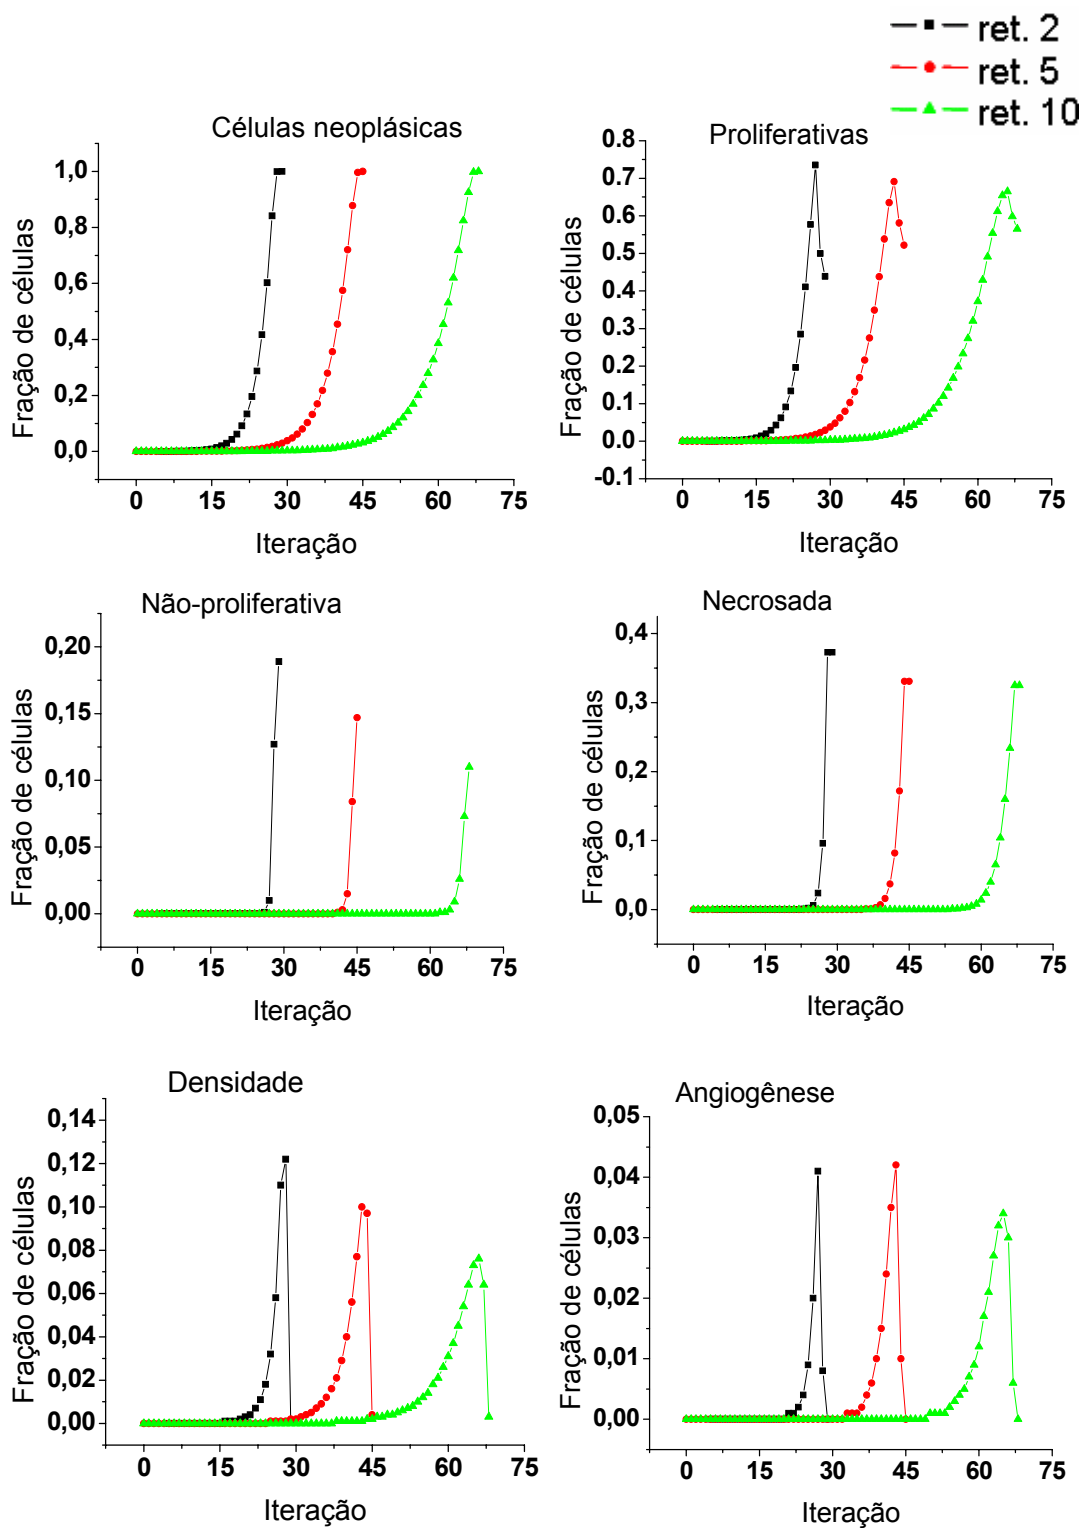 ret. 2
ret. 5
ret. 10
Células neoplásicas
Fração de células
1,0
0,8
0,6
0,4
0,2
0,0
0 15 30 45 60 75
Iteração
Proliferativas
Fração de células
0.8
0.7
0.6
0.5
0.4
0.3
0.2
0.1
0.0
-0.1
0 15 30 45 60 75
Iteração
Não-proliferativa
Fração de células
0,20
0,15
0,10
0,05
0,00
0 15 30 45 60 75
Iteração
Necrosada
Fração de células
0,4
0,3
0,2
0,1
0,0
0 15 30 45 60 75
Iteração
Densidade
Fração de células
0,14
0,12
0,10
0,08
0,06
0,04
0,02
0,00
0 15 30 45 60 75
Iteração
Angiogênese
Fração de células
0,05
0,04
0,03
0,02
0,01
0,00
0 15 30 45 60 75
Iteração